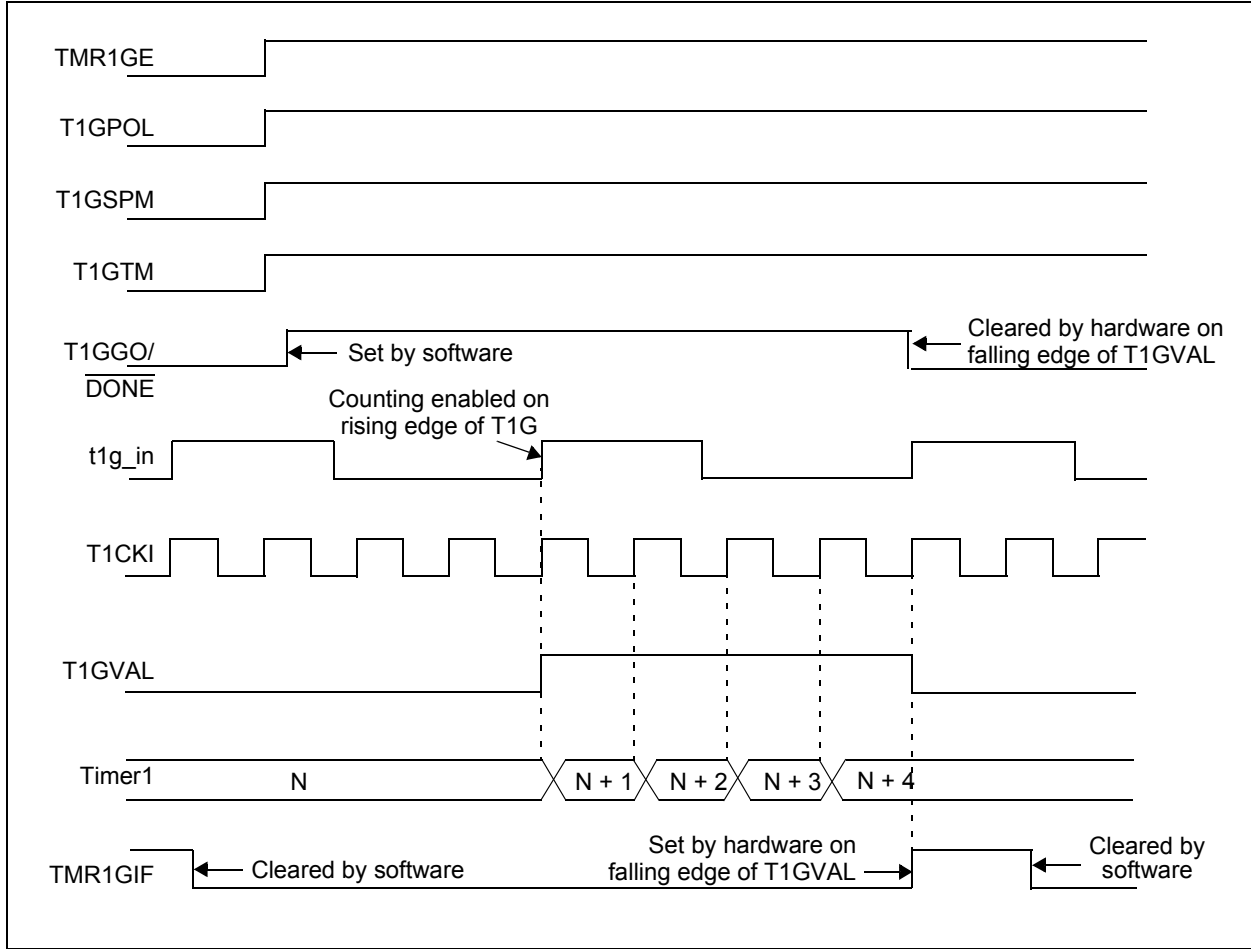 TMR1GE
T1GPOL
T1GSPM
T1GTM
T1GGO/
DONE
Set by software
Cleared by hardware on
falling edge of T1GVAL
Counting enabled on
rising edge of T1G
t1g_in
T1CKI
T1GVAL
Timer1
N
N + 1
N + 2
N + 3
N + 4
TMR1GIF
Cleared by software
Set by hardware on
falling edge of T1GVAL
Cleared by
software